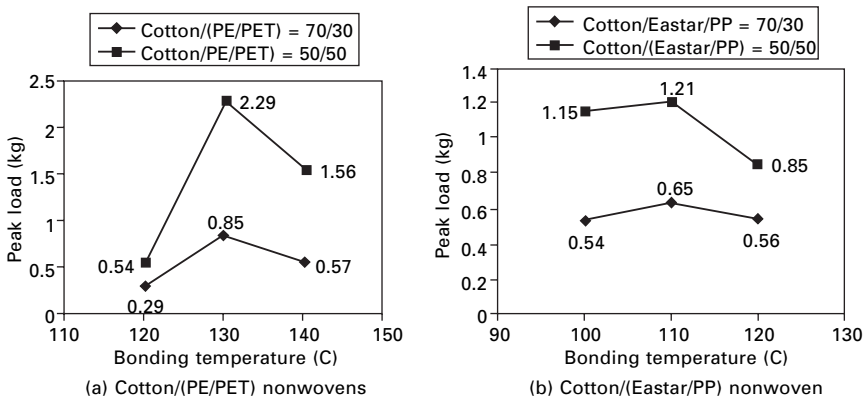 Cotton/(PE/PET) = 70/30
Cotton/PE/PET) = 50/50
2.5
2
1.5
1
0.5
0
Peak load (kg)
2.29
1.56
0.54
0.85
0.57
0.29
110 120 130 140 150
Bonding temperature (C)
(a) Cotton/(PE/PET) nonwovens
Cotton/Eastar/PP) = 70/30
Cotton/(Eastar/PP) = 50/50
1.4
1.2
1
0.8
0.6
0.4
0.2
0
Peak load (kg)
1.15
1.21
0.85
0.65
0.54
0.56
90 100 110 120 130
Bonding temperature (C)
(b) Cotton/(Eastar/PP) nonwoven